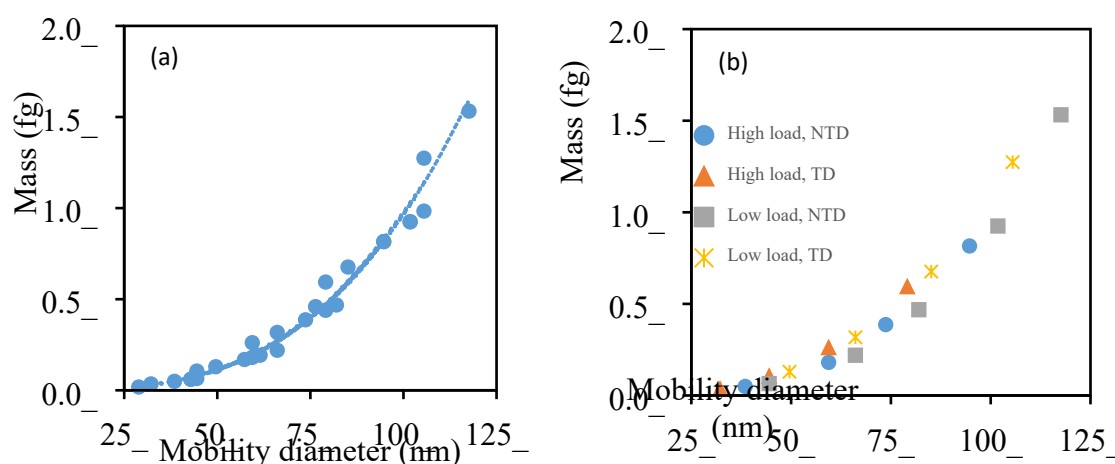 2.0_
(a)
1.5_
Mass (fg)
1.0_
0.5_
0.0_
25_ 50_ 75_ 100_ 125_
Mobility diameter (nm)
2.0_
(b)
Mass (fg)
High load, NTD
1.5_
High load, TD
Low load, NTD
1.0_
Low load, TD
0.5_
0.0_
Mobility diameter
(nm)
25_ 50_ 75_ 100_ 125_